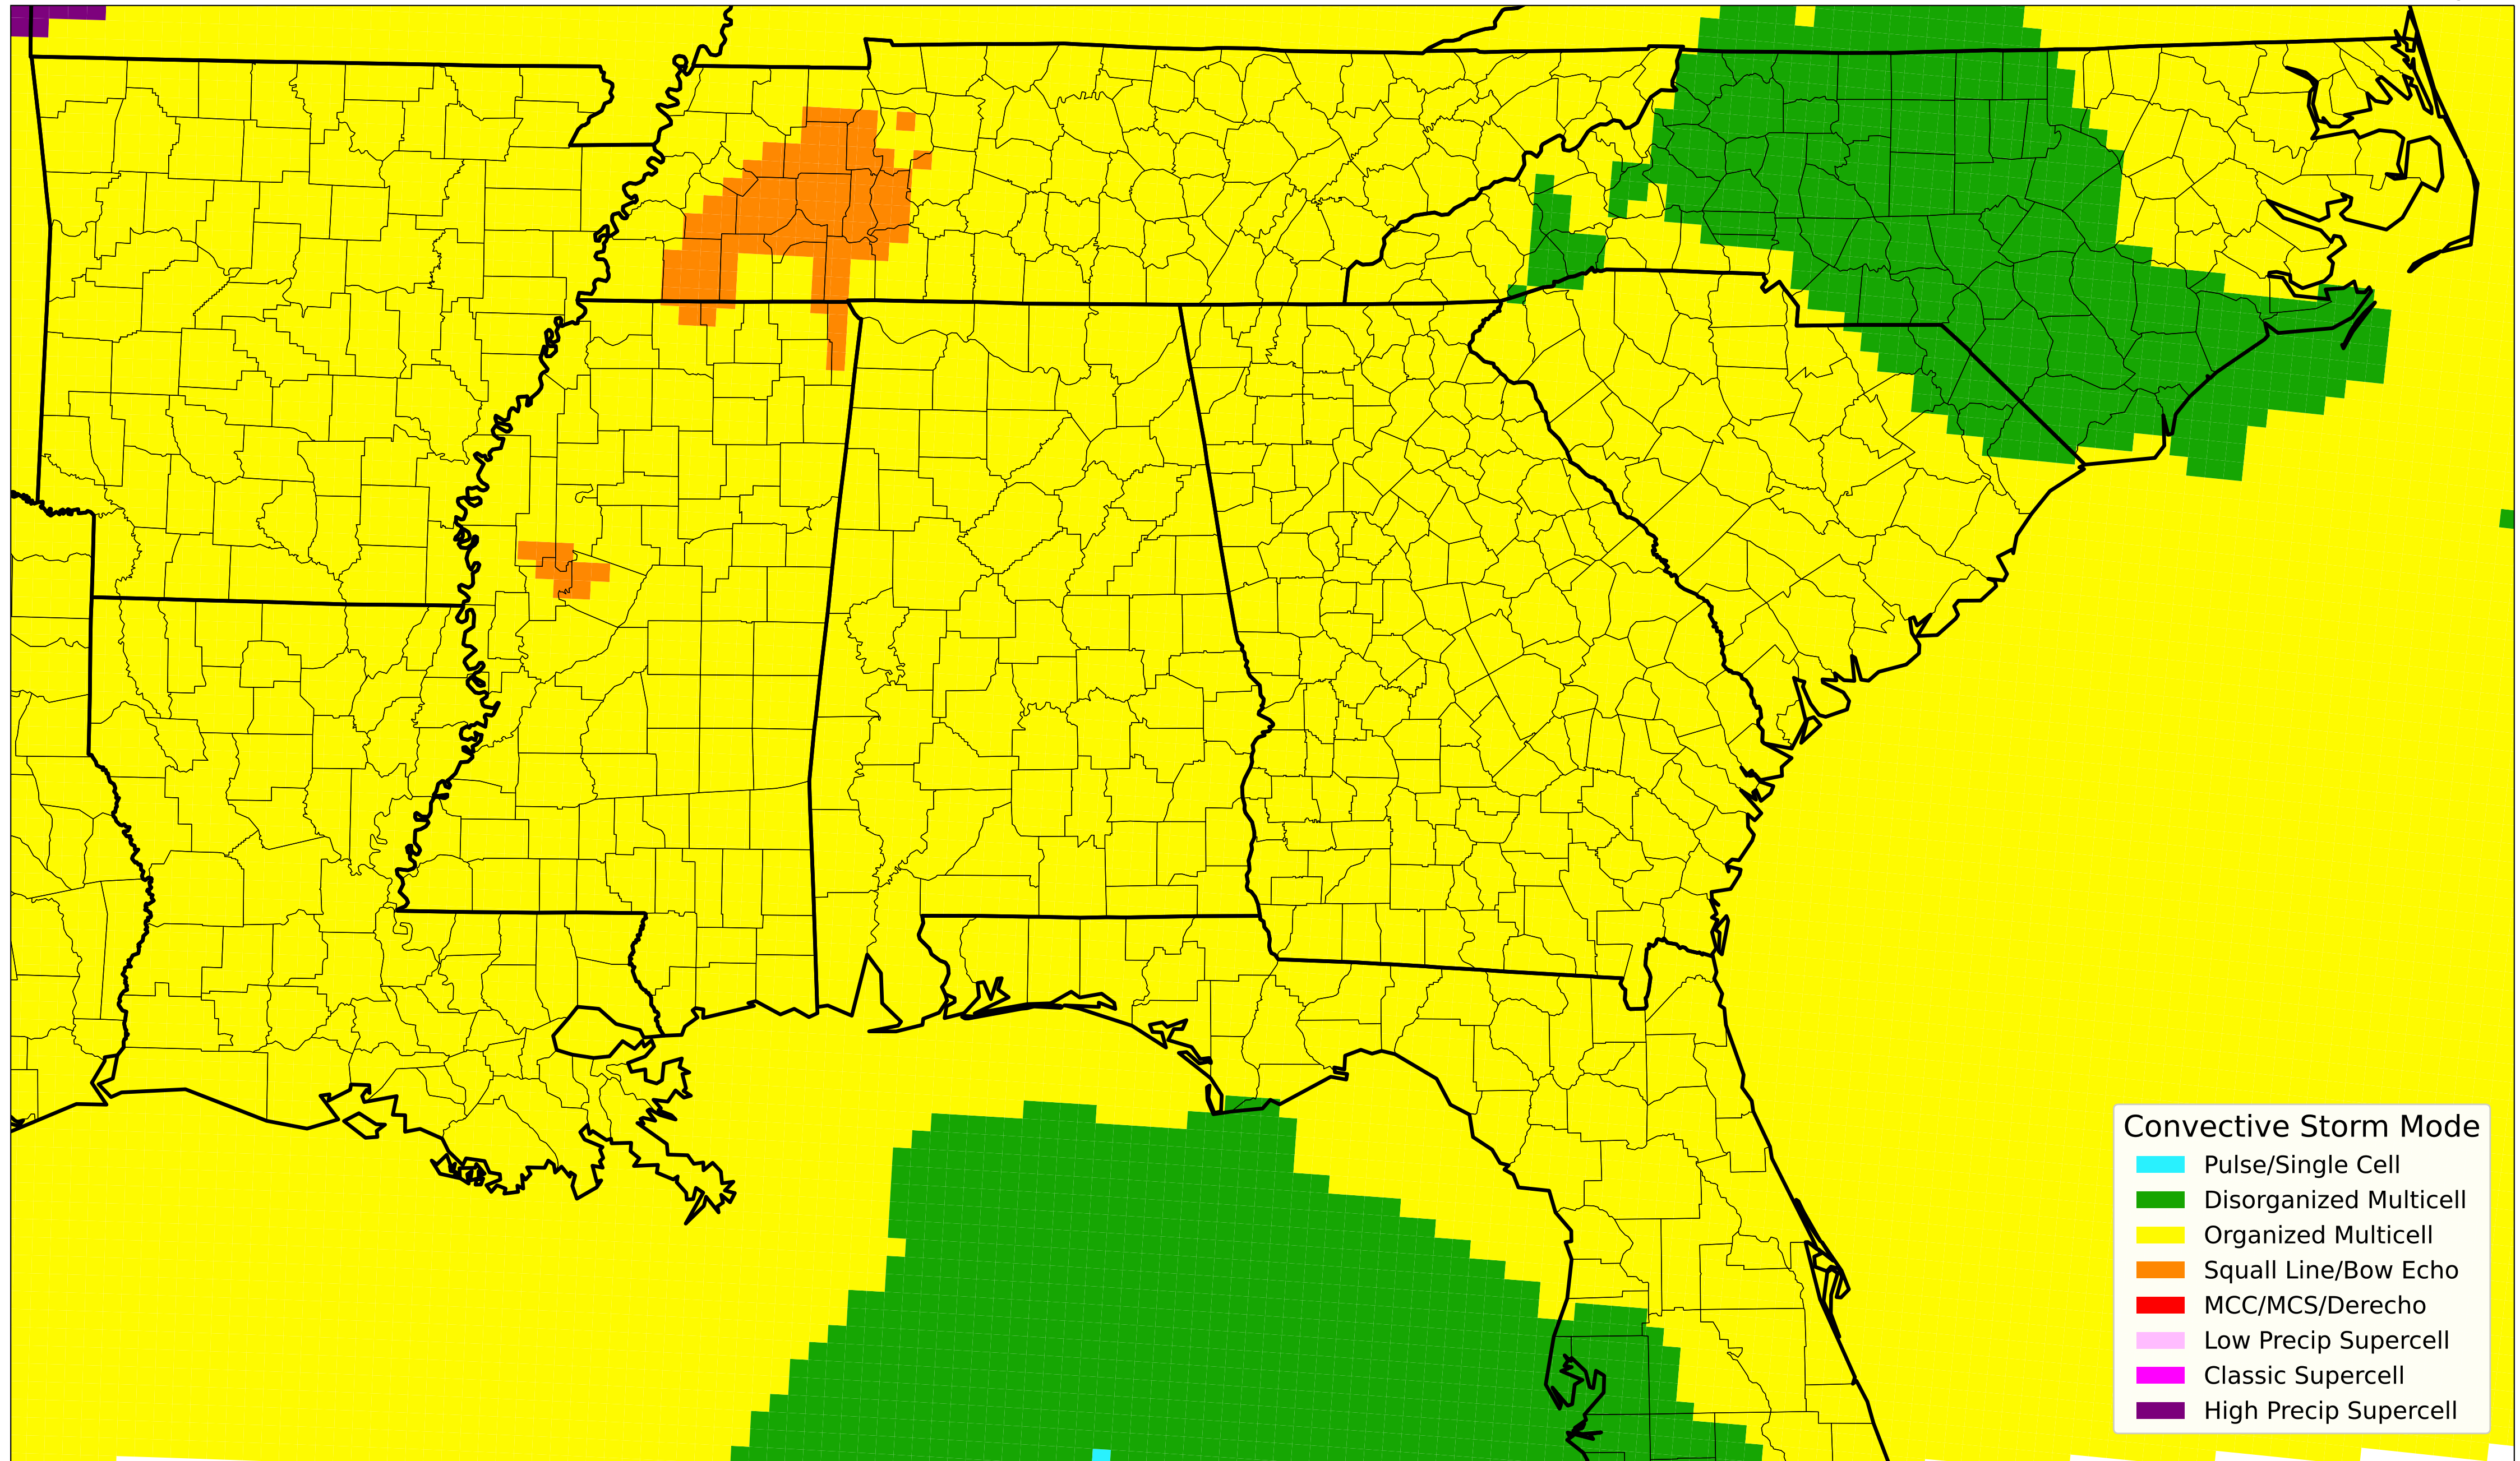 Convective Storm Mode
Pulse/Single Cell
Disorganized Multicell
Organized Multicell
Squall Line/Bow Echo
MCC/MCS/Derecho
Low Precip Supercell
Classic Supercell
High Precip Supercell